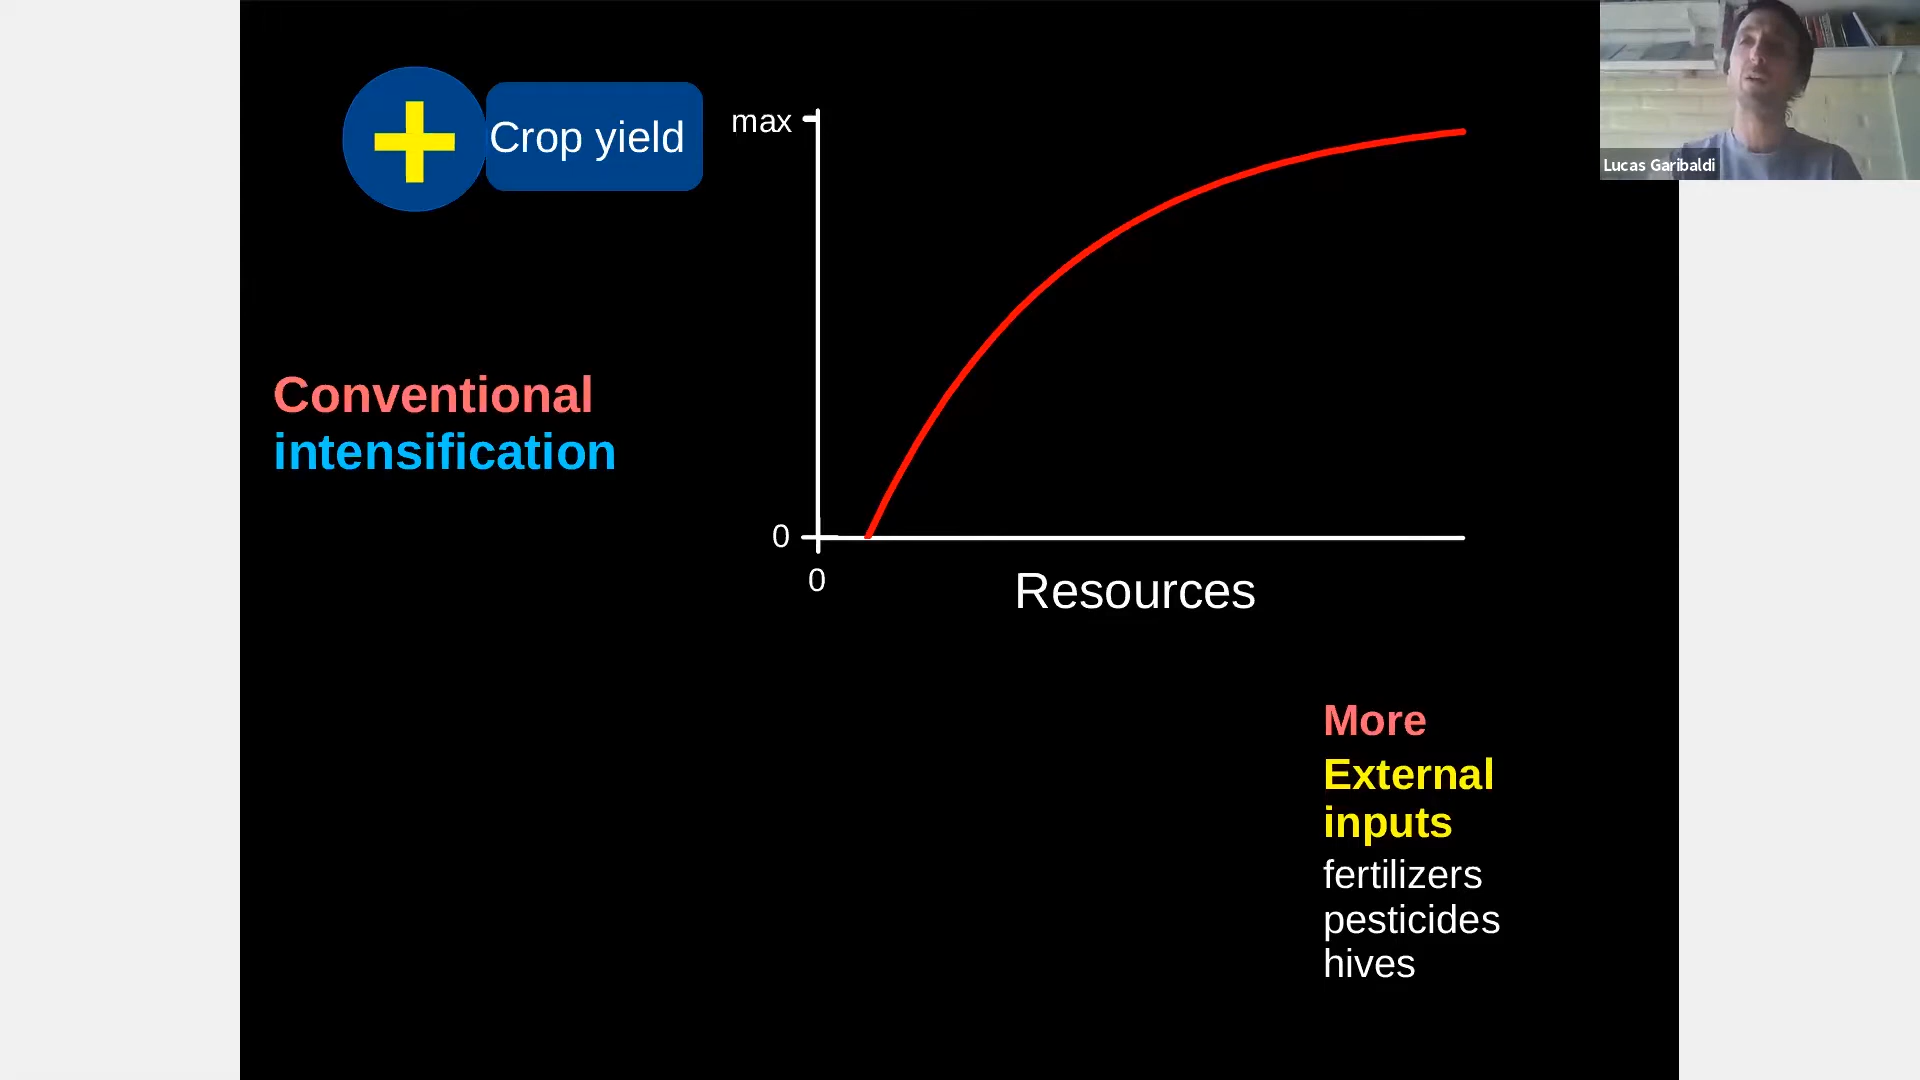 Crop yield
max
Lucas Garibaldi
Conventional
intensification
0
0
Resources
More
External
inputs
fertilizers
pesticides
hives